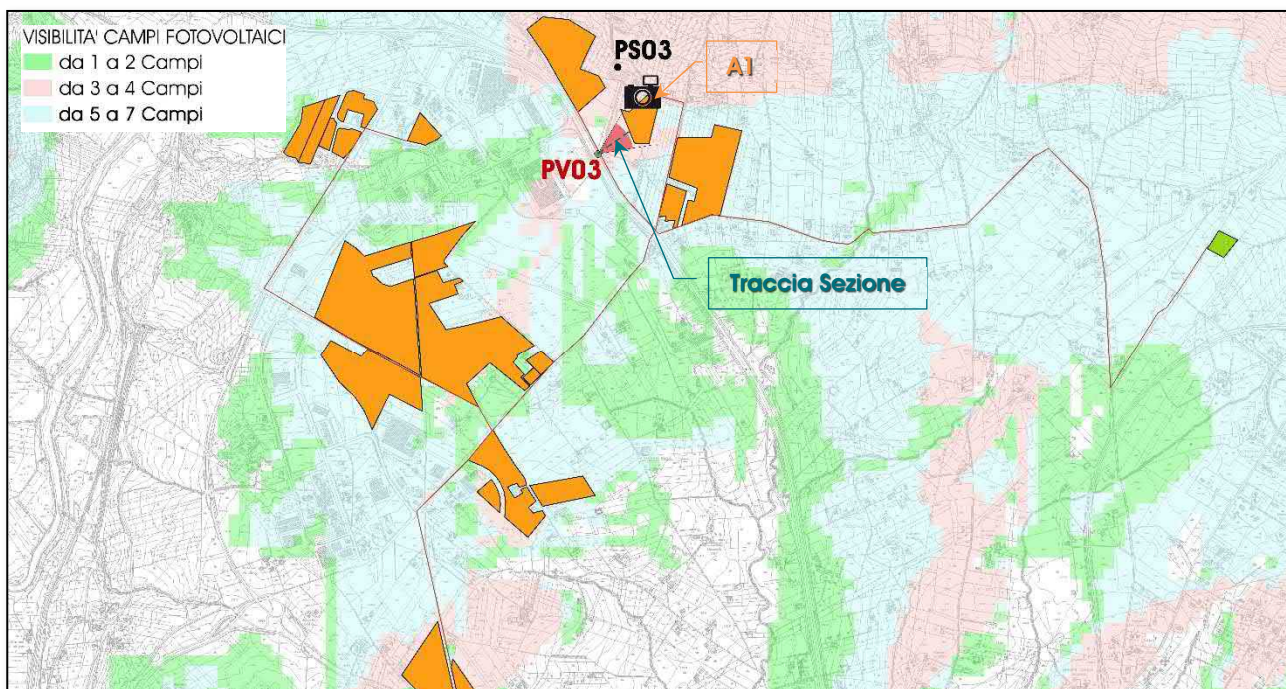 VISIBILITA' CAMPI FOTOVOLTAICI
da 1 a 2 Campi
da 3 a 4 Campi
da 5 a 7 Campi
PS03
A1
PV03
Traccia Sezione